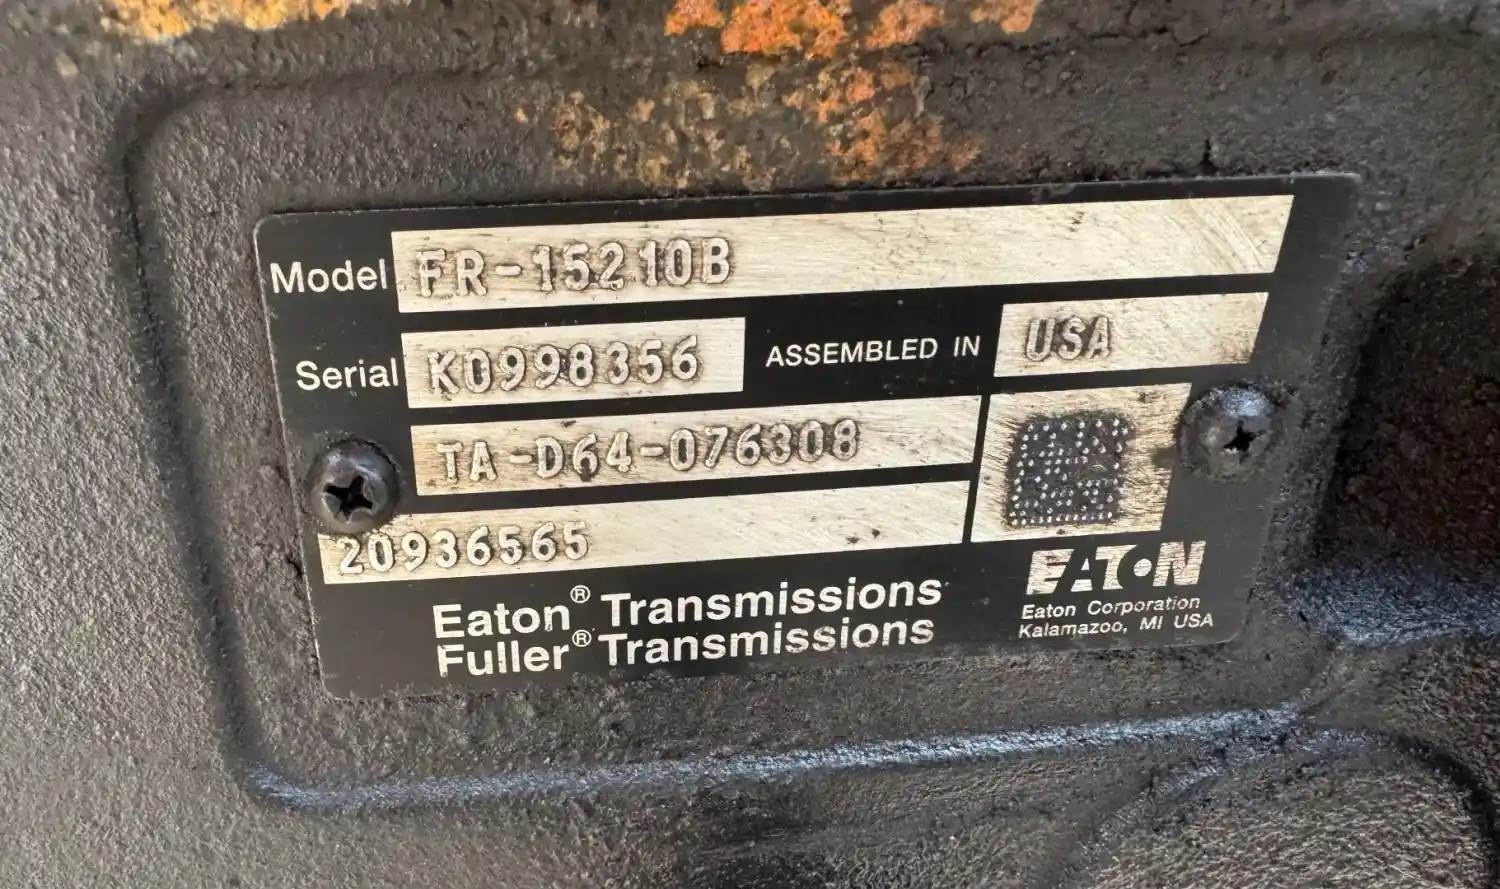 Model FR-15210B
Serial K0998356 ASSEMBLED IN USA
TA-D64-076308
20936565
Eaton® Transmissions
Fuller® Transmissions
EATON
Eaton Corporation
Kalamazoo, MI USA